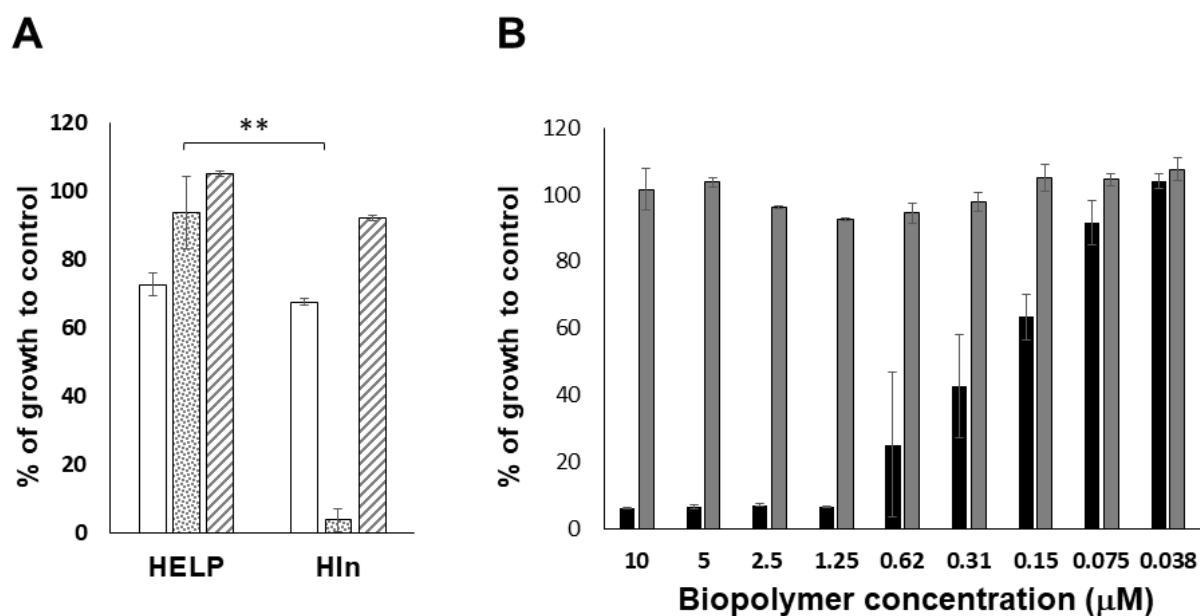 A
% of growth to control
120
100
80
60
40
20
0
**
HELP HIn
B
% of growth to control
120
100
80
60
40
20
0
10 5 2.5 1.25 0.62 0.31 0.15 0.075 0.038
Biopolymer concentration (μM)